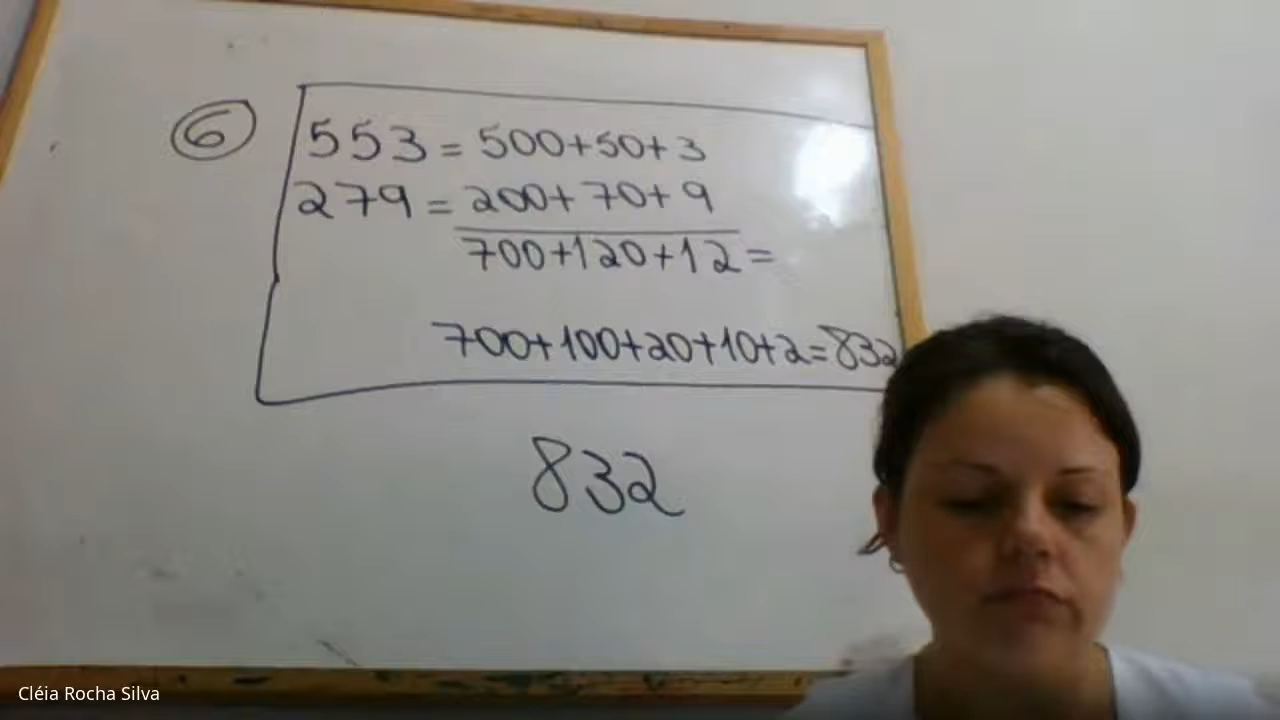 6
553 = 500+50+3
279 = 200+70+9
700+120+12 =
700+100+20+10+2=832
832
Cléia Rocha Silva